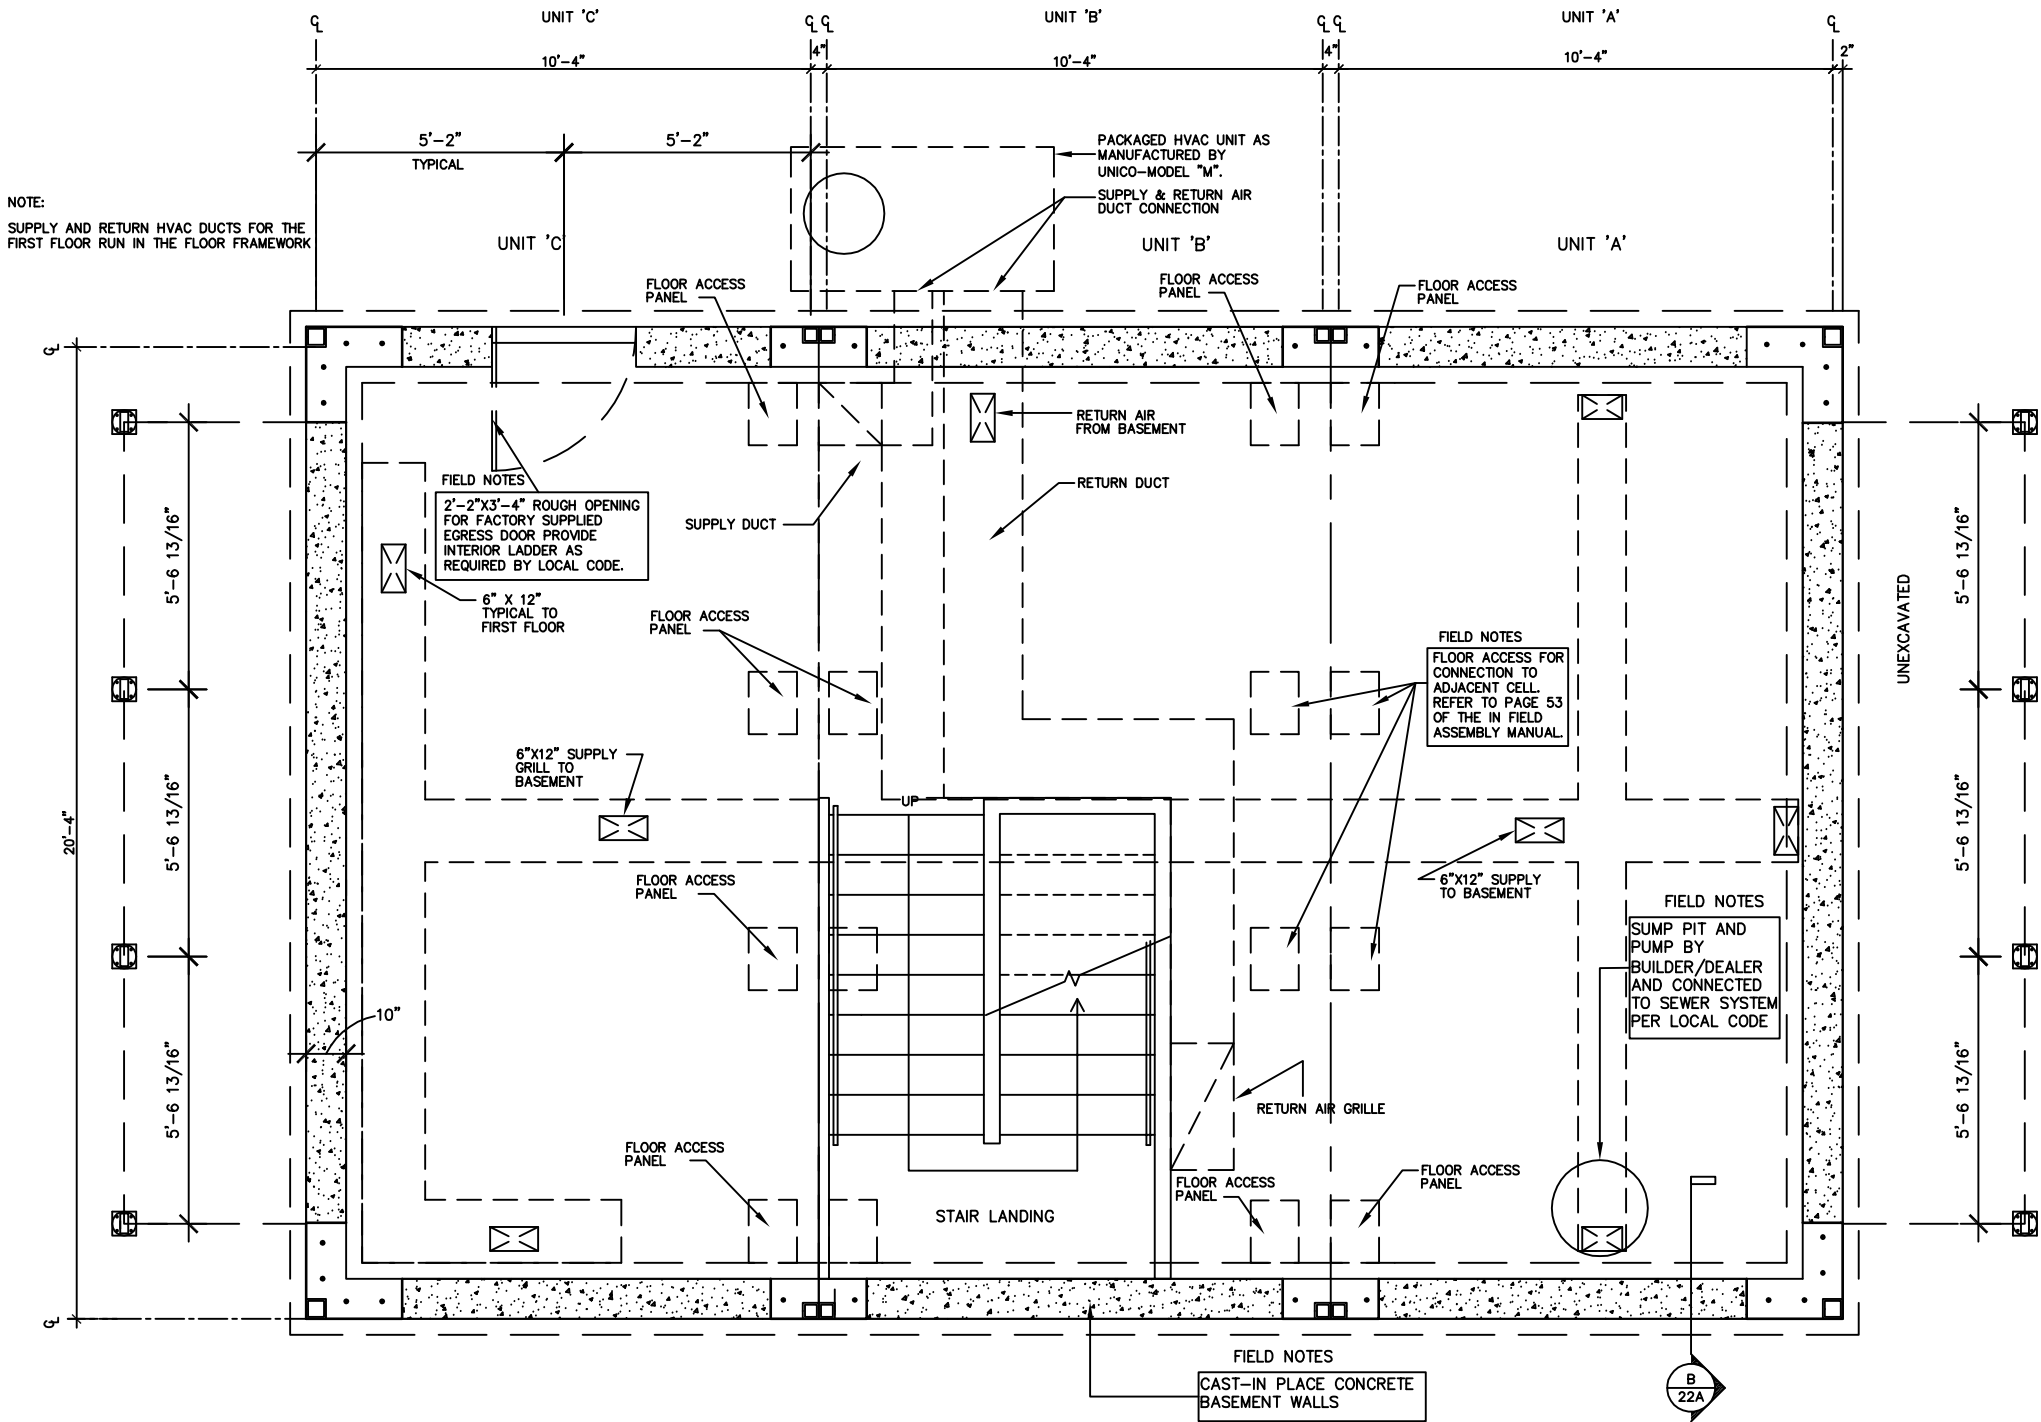 UNIT 'C'
UNIT 'B'
UNIT 'A'
CL
CL CL
CL CL
CL
4"
4"
2"
10'-4"
10'-4"
10'-4"
5'-2"
5'-2"
TYPICAL
PACKAGED HVAC UNIT AS
MANUFACTURED BY
UNICO-MODEL "M".
SUPPLY & RETURN AIR
DUCT CONNECTION
NOTE:
SUPPLY AND RETURN HVAC DUCTS FOR THE
FIRST FLOOR RUN IN THE FLOOR FRAMEWORK
UNIT 'C'
UNIT 'B'
UNIT 'A'
FLOOR ACCESS
PANEL
FLOOR ACCESS
PANEL
FLOOR ACCESS
PANEL
CL
RETURN AIR
FROM BASEMENT
FIELD NOTES
2'-2"X3'-4" ROUGH OPENING
FOR FACTORY SUPPLIED
EGRESS DOOR PROVIDE
INTERIOR LADDER AS
REQUIRED BY LOCAL CODE.
RETURN DUCT
SUPPLY DUCT
5'-6 13/16"
5'-6 13/16"
6" X 12"
TYPICAL TO
FIRST FLOOR
FLOOR ACCESS
PANEL
UNEXCAVATED
FIELD NOTES
FLOOR ACCESS FOR
CONNECTION TO
ADJACENT CELL.
REFER TO PAGE 53
OF THE IN FIELD
ASSEMBLY MANUAL.
6"X12" SUPPLY
GRILL TO
BASEMENT
UP
20'-4"
5'-6 13/16"
5'-6 13/16"
FLOOR ACCESS
PANEL
6"X12" SUPPLY
TO BASEMENT
FIELD NOTES
SUMP PIT AND
PUMP BY
BUILDER/DEALER
AND CONNECTED
TO SEWER SYSTEM
PER LOCAL CODE
10"
5'-6 13/16"
5'-6 13/16"
RETURN AIR GRILLE
FLOOR ACCESS
PANEL
FLOOR ACCESS
PANEL
FLOOR ACCESS
PANEL
STAIR LANDING
CL
FIELD NOTES
CAST-IN PLACE CONCRETE
BASEMENT WALLS
B
22A